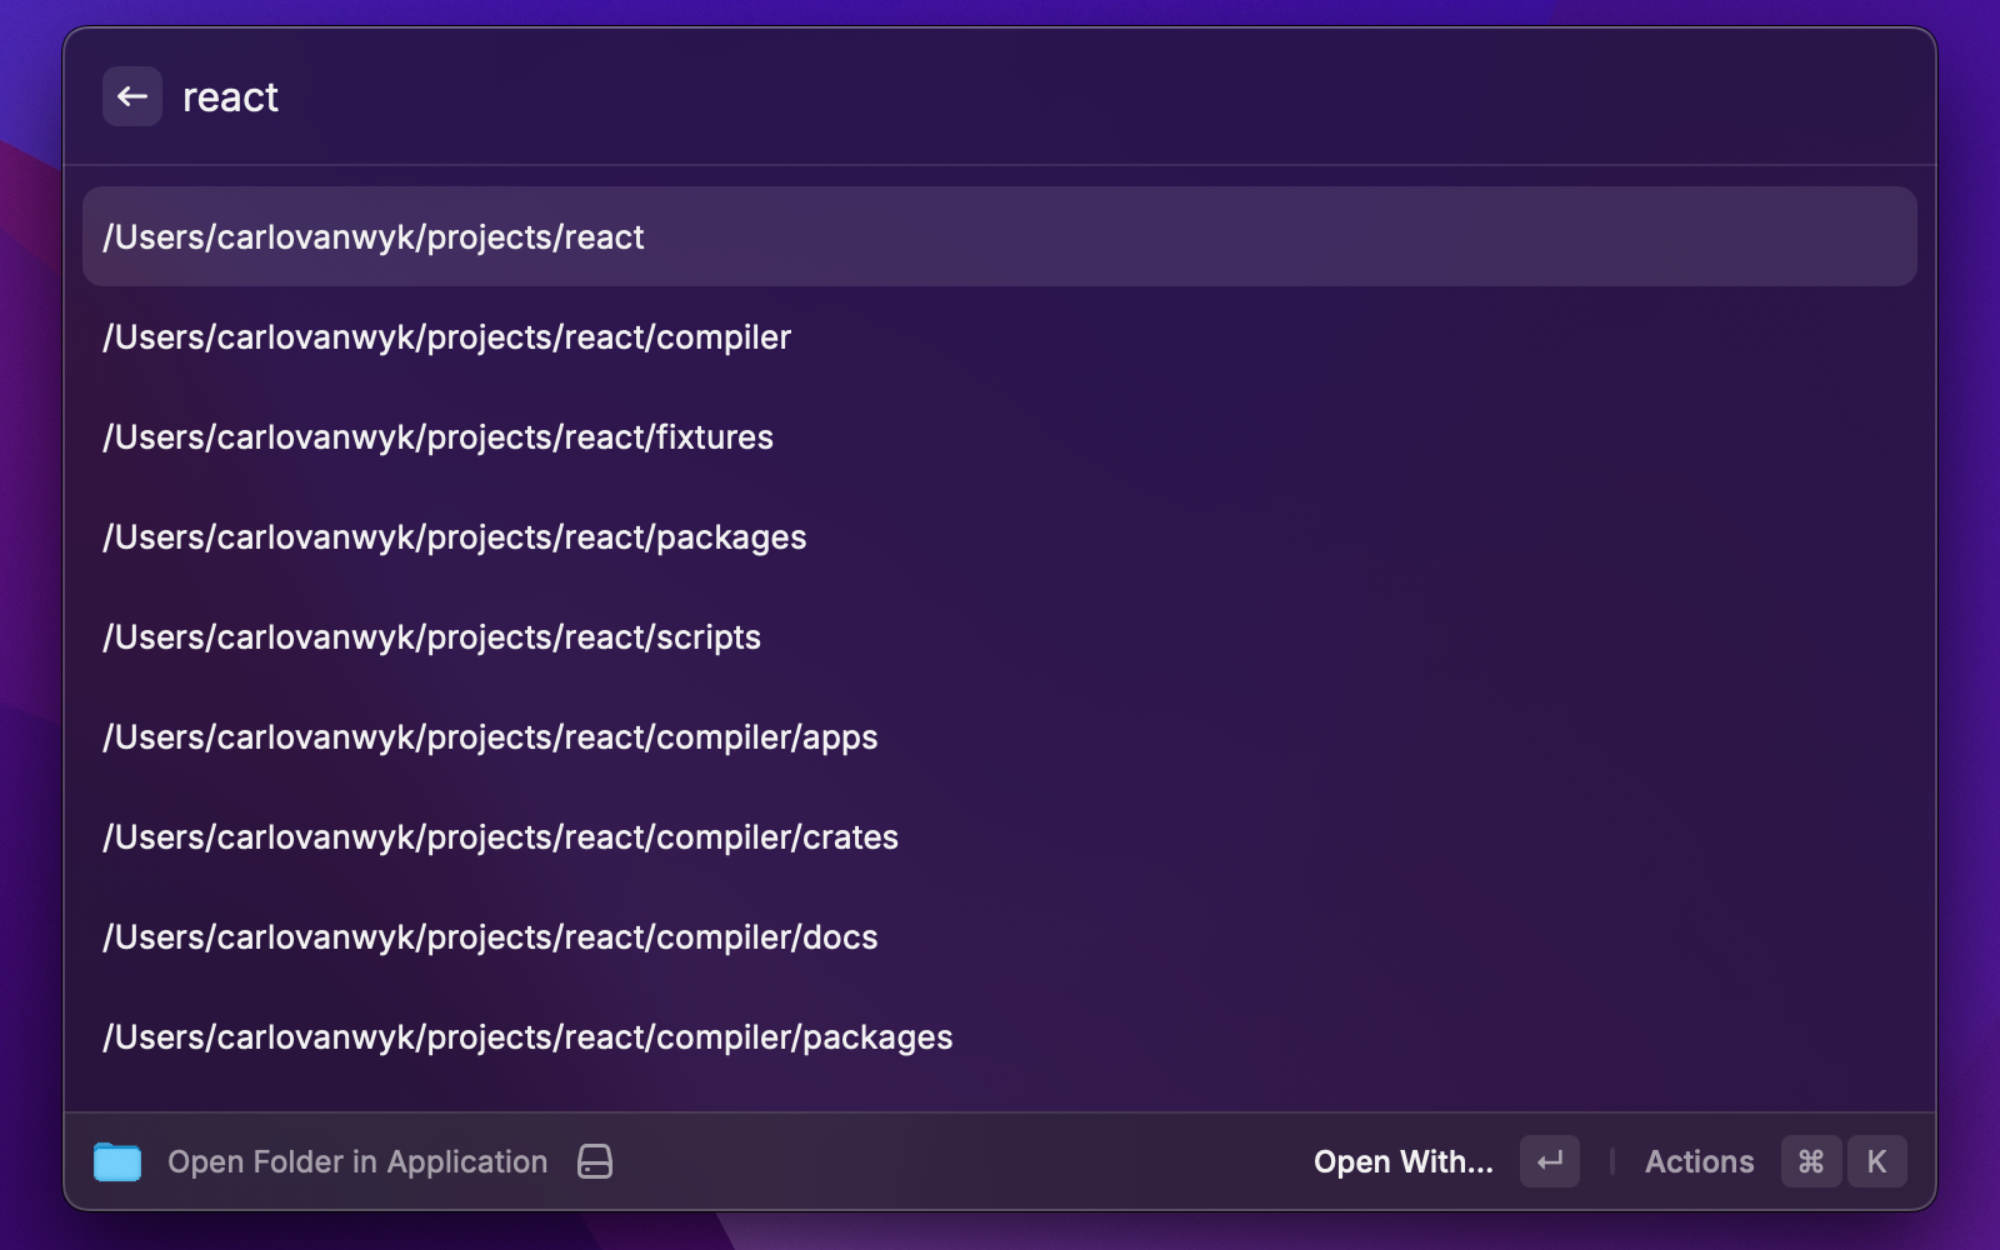 react
/Users/carlovanwyk/projects/react
/Users/carlovanwyk/projects/react/compiler
/Users/carlovanwyk/projects/react/fixtures
/Users/carlovanwyk/projects/react/packages
/Users/carlovanwyk/projects/react/scripts
/Users/carlovanwyk/projects/react/compiler/apps
/Users/carlovanwyk/projects/react/compiler/crates
/Users/carlovanwyk/projects/react/compiler/docs
/Users/carlovanwyk/projects/react/compiler/packages
Open Folder in Application Open With... ↵ Actions ⌘ K